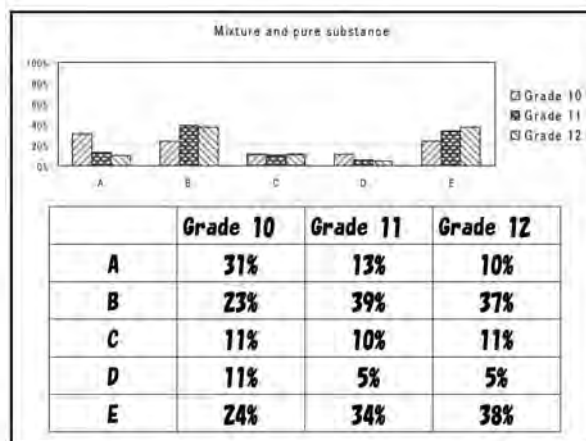 Mixture and pure substance
100%
80%
60%
40%
20%
0%
A B C D E
Grade 10
Grade 11
Grade 12
Grade 10 Grade 11 Grade 12
A 31% 13% 10%
B 23% 39% 37%
C 11% 10% 11%
D 11% 5% 5%
E 24% 34% 38%